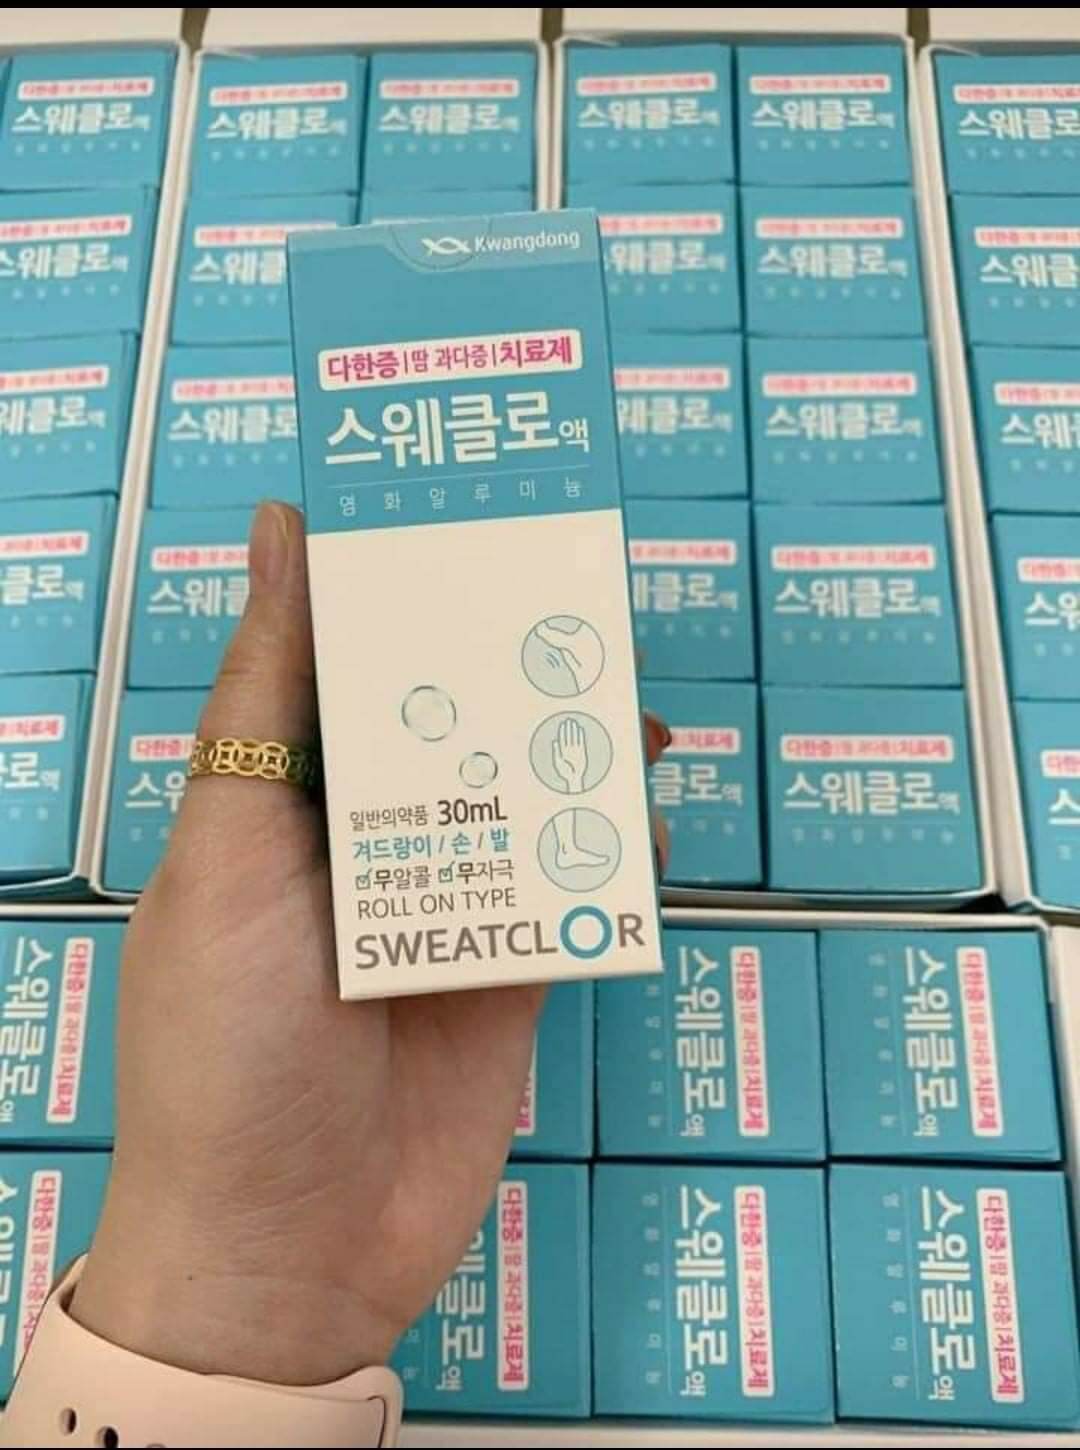 Kwangdong
다한증|땀 과다증|치료제
스웨클로액
염화알루미늄
일반의약품 30mL
겨드랑이 / 손 / 발
☑무알콜 ☑무자극
ROLL ON TYPE
SWEATCLOR